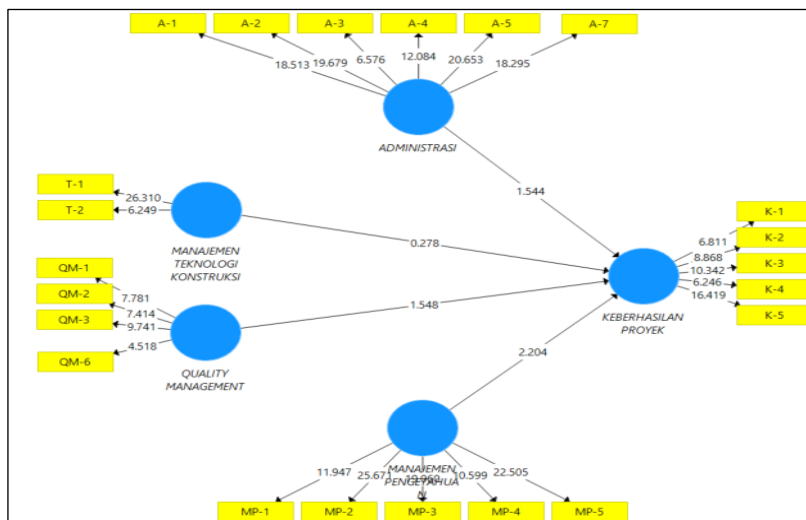 A-1
A-2
A-3
A-4
A-5
A-7
18.513
19.679
6.576
12.084
20.653
18.295
ADMINISTRASI
T-1
T-2
26.310
6.249
MANAJEMEN
TEKNOLOGI
KONSTRUKSI
1.544
0.278
QM-1
QM-2
QM-3
QM-6
7.781
7.414
9.741
4.518
QUALITY
MANAGEMENT
1.548
2.204
K-1
K-2
K-3
K-4
K-5
6.811
8.868
10.342
6.246
16.419
KEBERHASILAN
PROYEK
11.947
25.671
10.599
22.505
MANAJEMEN
PENGETAHUA
N
MP-1
MP-2
MP-3
MP-4
MP-5